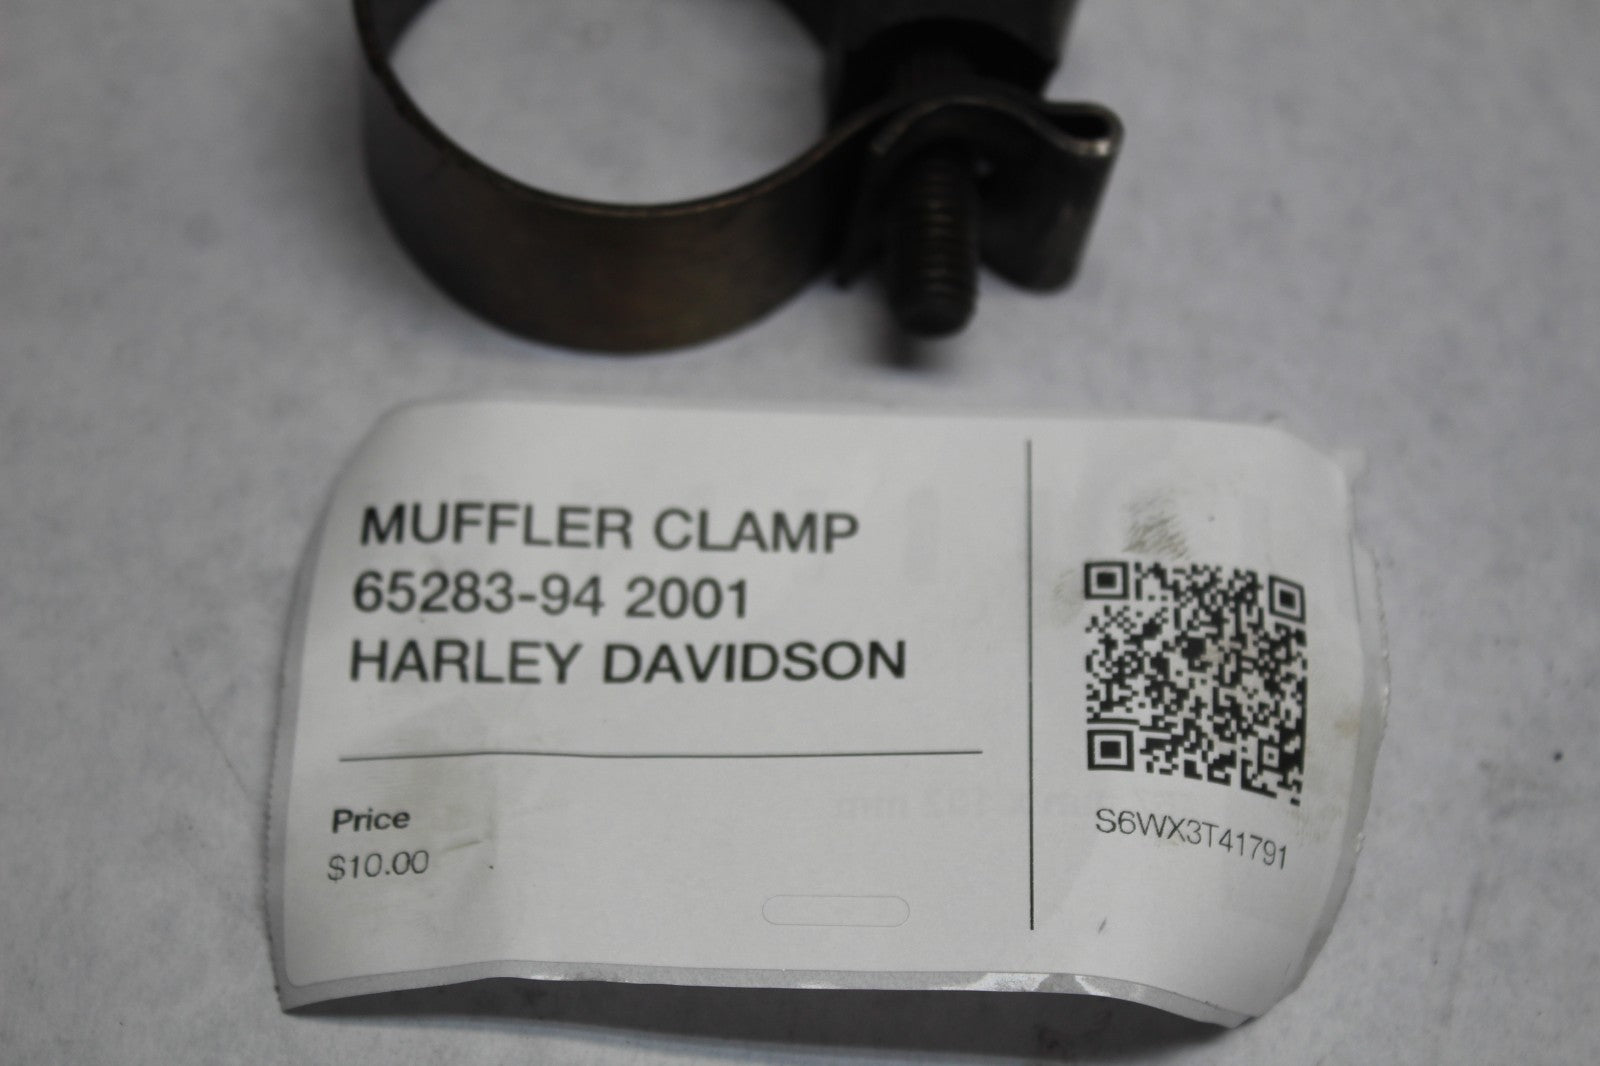 MUFFLER CLAMP
65283-94 2001
HARLEY DAVIDSON
Price
$10.00
S6WX3T41791